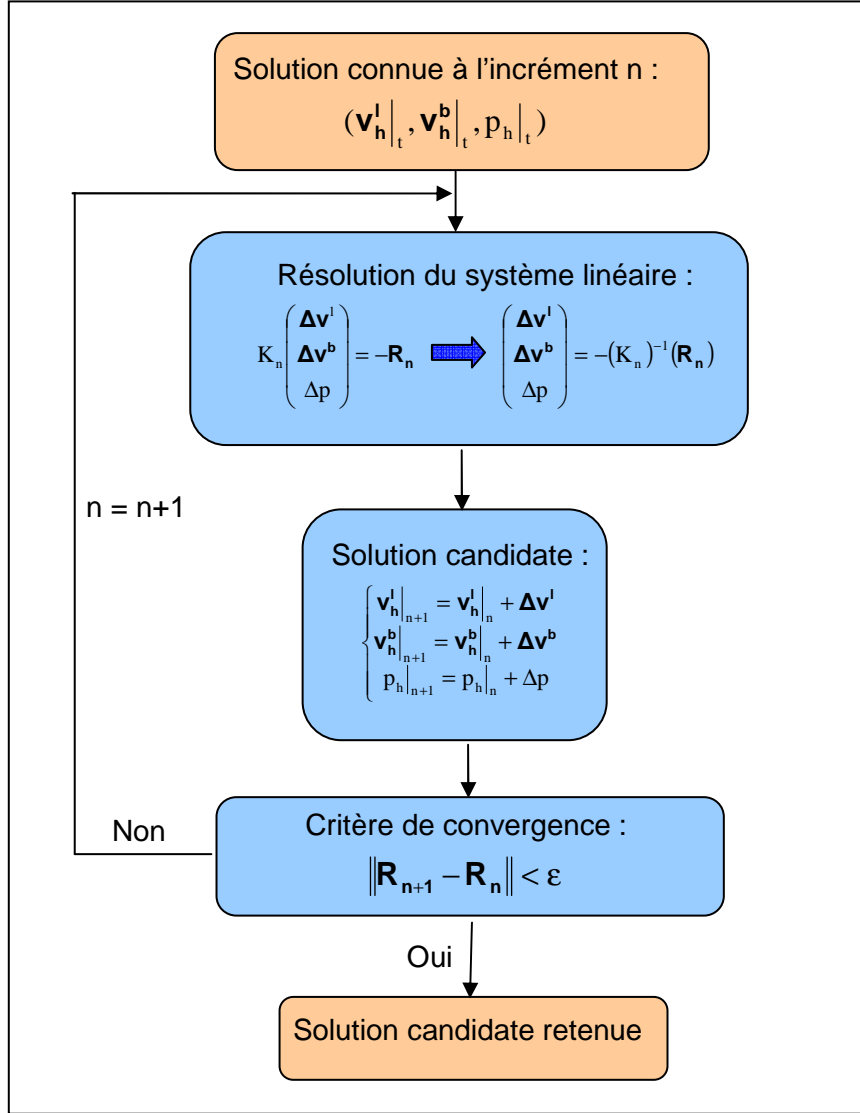 Solution connue à l'incrément n :
(v_h^l|_t, v_h^b|_t, p_h|_t)
Résolution du système linéaire :
K_n (Δv^l Δv^b Δp) = −R_n ⇒ (Δv^l Δv^b Δp) = −(K_n)^−1 (R_n)
n = n+1
Solution candidate :
v_h^l|_n+1 = v_h^l|_n + Δv^l
v_h^b|_n+1 = v_h^b|_n + Δv^b
p_h|_n+1 = p_h|_n + Δp
Non
Critère de convergence :
‖R_n+1 − R_n‖ < ε
Oui
Solution candidate retenue